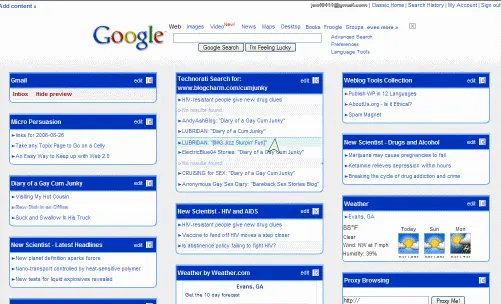 Add content »
Classic Home | Search History | My Account | Sign out
Web Images Video New! News Maps Desktop Books Froogle Groups even more »
Google
Advanced Search
Preferences
Language Tools
Google Search I'm Feeling Lucky
Gmail edit
Inbox Hide preview
Micro Persuasion edit
links for 2006-08-26
Take any Topix Page to Go on a Cell
An Easy Way to Keep up with Web 2.0
Diary of a Gay Cum Junky edit
Visiting My Hot Cousin
New Dick in an Office
Suck and Swallow in His Truck
New Scientist - Latest Headlines edit
New planet definition sparks furore
Nano-transport controlled by heat-sensitive polymer
New tests for liquid explosives revealed
Technorati Search for: edit
www.blogcharm.com/cumjunky
HIV-resistant people give new drug clues
No results found
AndyAshBlog: "Diary of a Gay Cum Junky"
LUBRIDAN: "Diary of a Cum Junky"
LUBRIDAN: Jizz Slurpin' Fun
ElectricBlue04 Stories: "Diary of a Gay Cum Junky"
No results found
CRUISING for SEX: "Diary of a Gay Cum Junky"
Anonymous Gay Sex Diary: "Bareback Sex Stories Blog"
New Scientist - HIV and AIDS edit
HIV-resistant people give new drug clues
Vaccine to fend off HIV moves a step closer
Is abstinence policy failing to fight HIV?
Weather by Weather.com edit
Evans, GA
Get the 10 day forecast
Weblog Tools Collection edit
Publish WP in 12 Languages
AboutUs.org - Is it Ethical?
Spam Magnet
New Scientist - Drugs and Alcohol edit
Marijuana may cause pregnancies to fail
Ketamine relieves depression within hours
Breaking the cycle of drug addiction and crime
Weather edit
Evans, GA
88°F Today Sun Mon
Clear
Wind: NW at 7 mph
Humidity: 39%
Proxy Browsing edit
http:// Proxy Me!